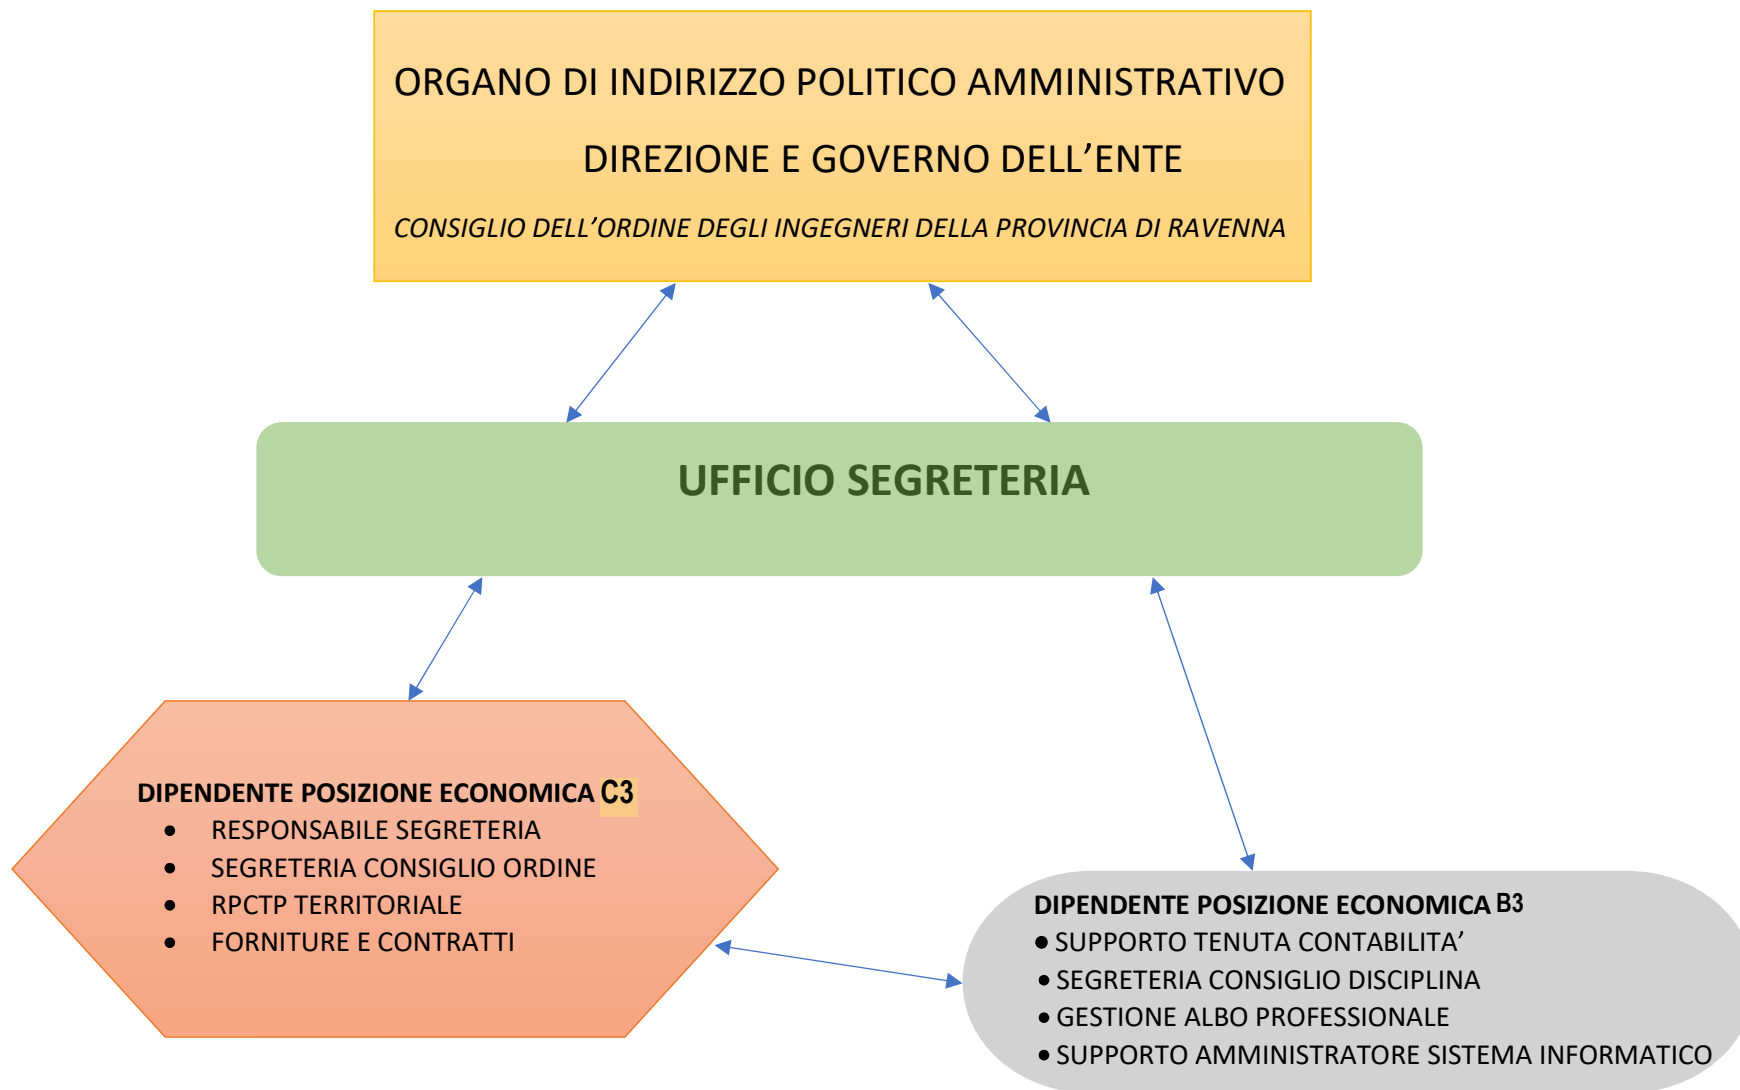 ORGANO DI INDIRIZZO POLITICO AMMINISTRATIVO
DIREZIONE E GOVERNO DELL’ENTE
CONSIGLIO DELL’ORDINE DEGLI INGEGNERI DELLA PROVINCIA DI RAVENNA
UFFICIO SEGRETERIA
DIPENDENTE POSIZIONE ECONOMICA C3
• RESPONSABILE SEGRETERIA
• SEGRETERIA CONSIGLIO ORDINE
• RPCTP TERRITORIALE
• FORNITURE E CONTRATTI
DIPENDENTE POSIZIONE ECONOMICA B3
• SUPPORTO TENUTA CONTABILITA’
• SEGRETERIA CONSIGLIO DISCIPLINA
• GESTIONE ALBO PROFESSIONALE
• SUPPORTO AMMINISTRATORE SISTEMA INFORMATICO